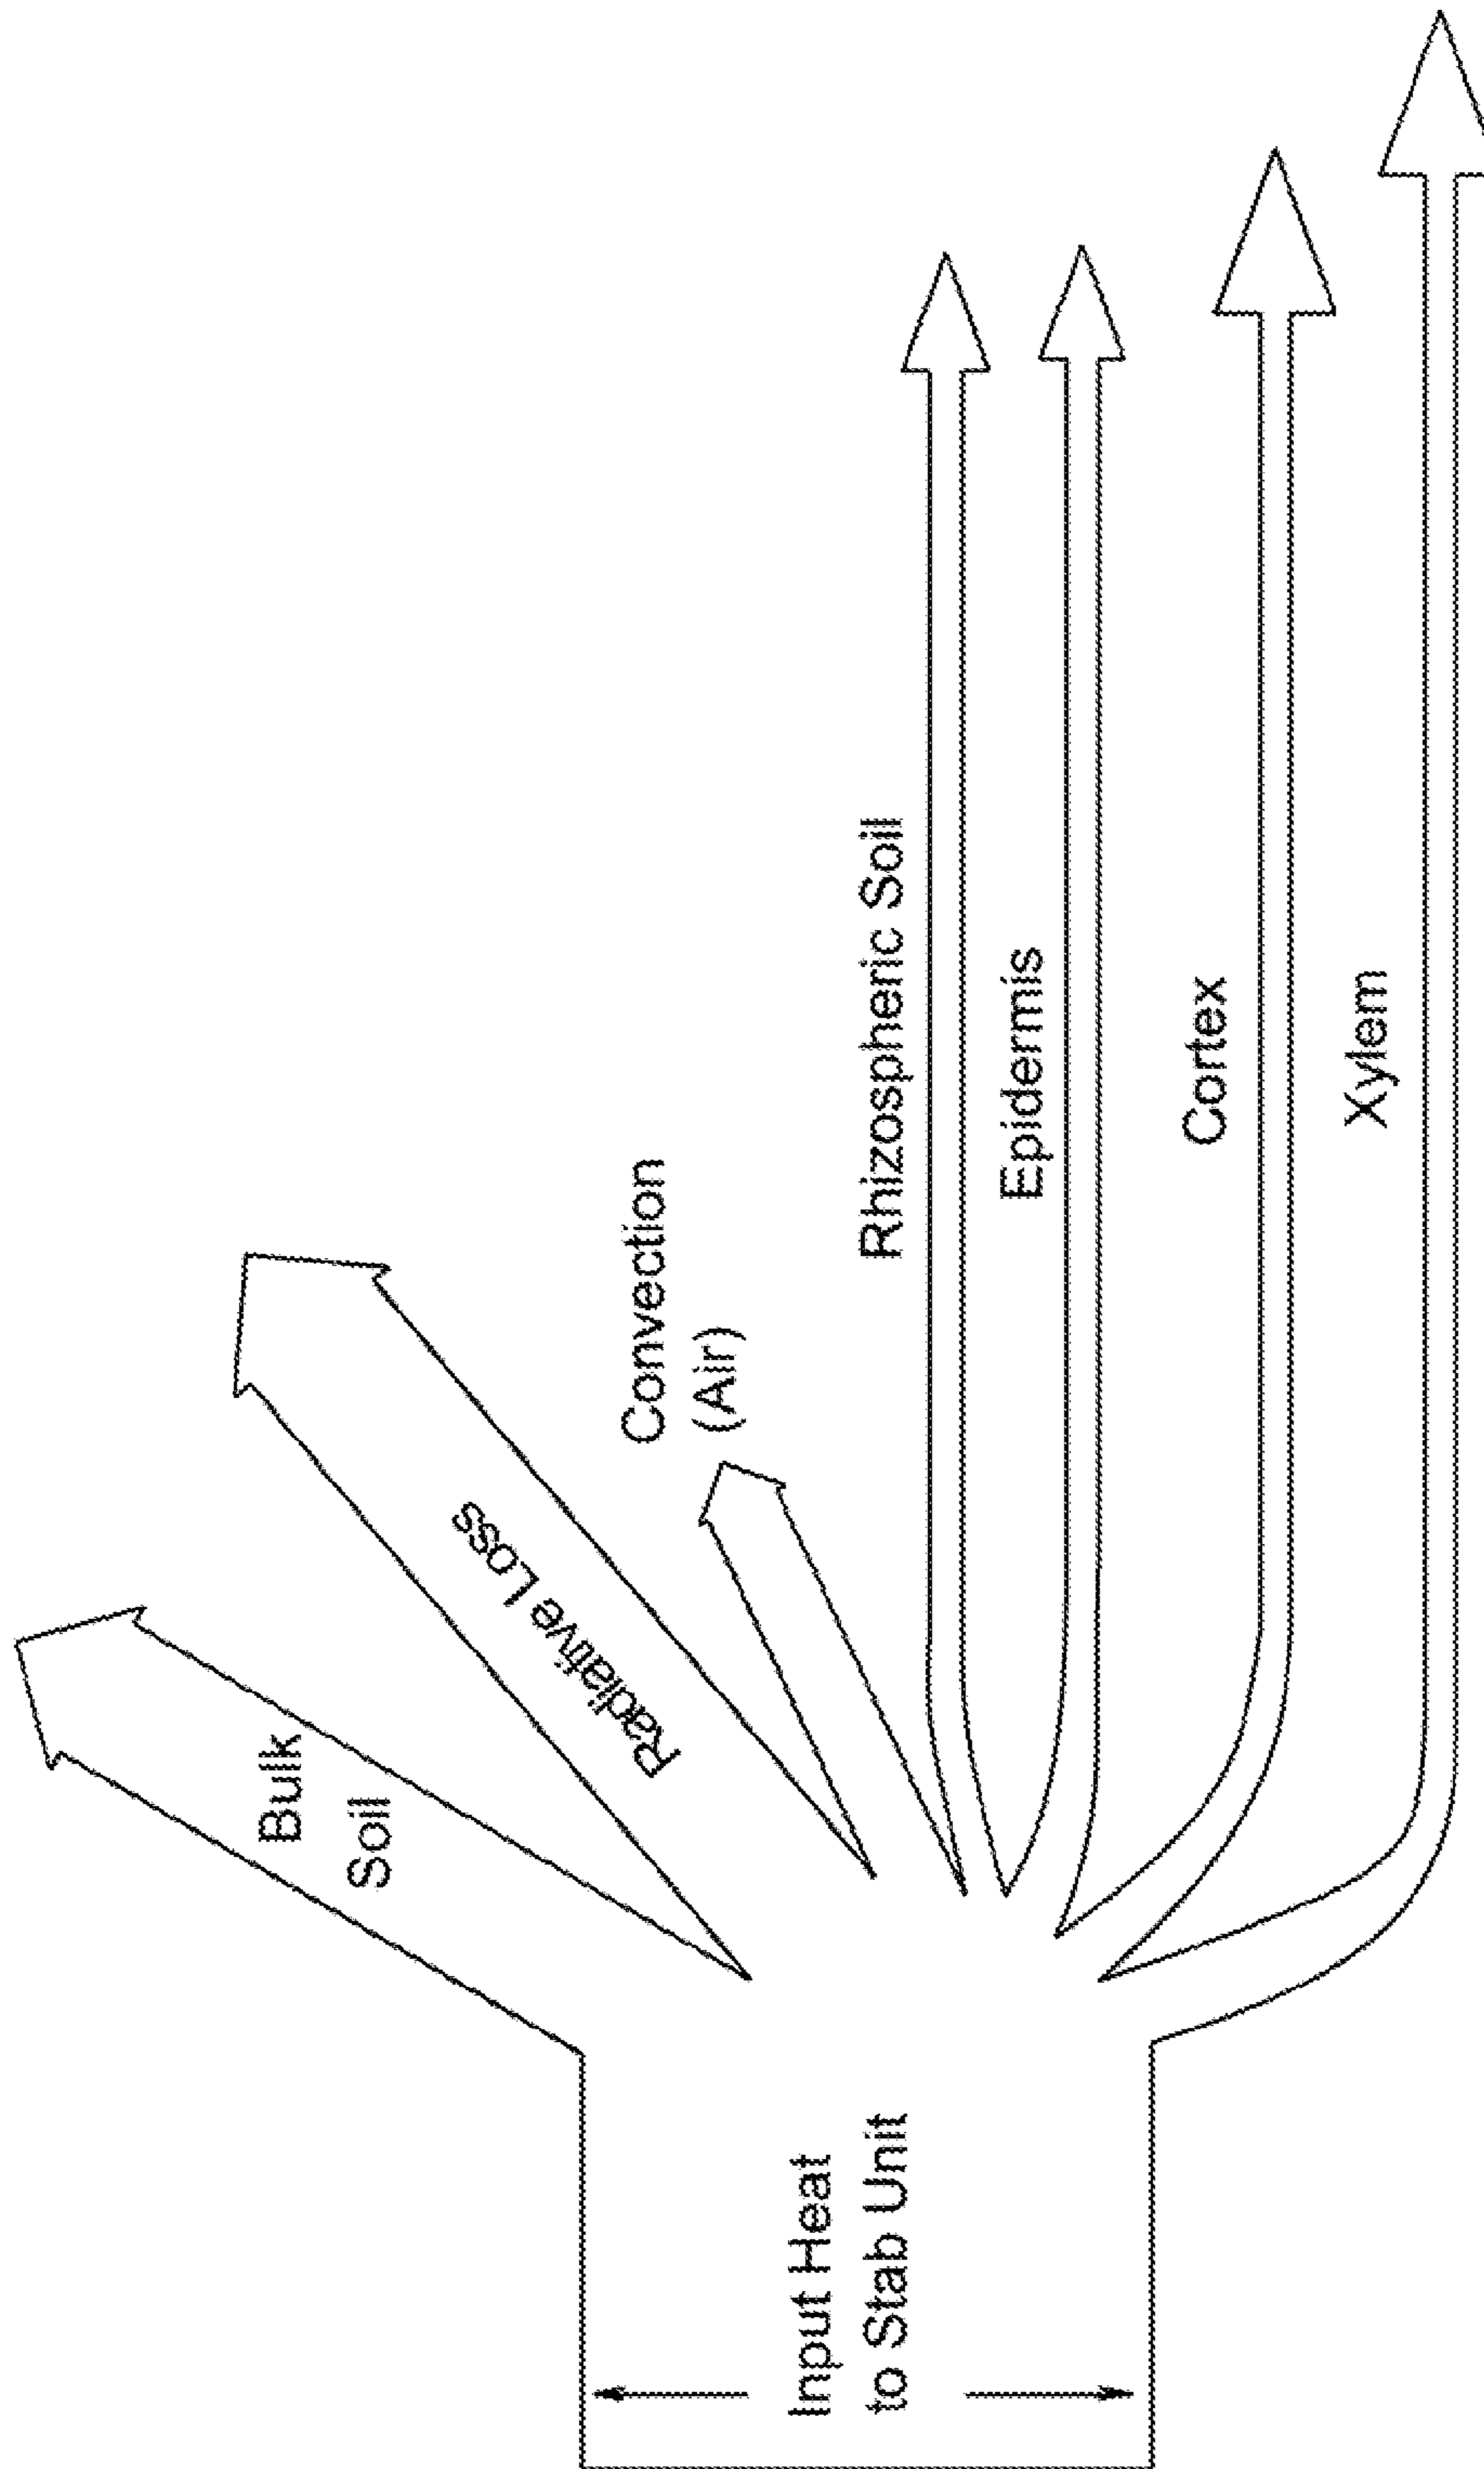 Input Heat
to Stab Unit
Bulk
Soil
Radiative Loss
Convection
(Air)
Rhizospheric Soil
Epidermis
Cortex
Xylem